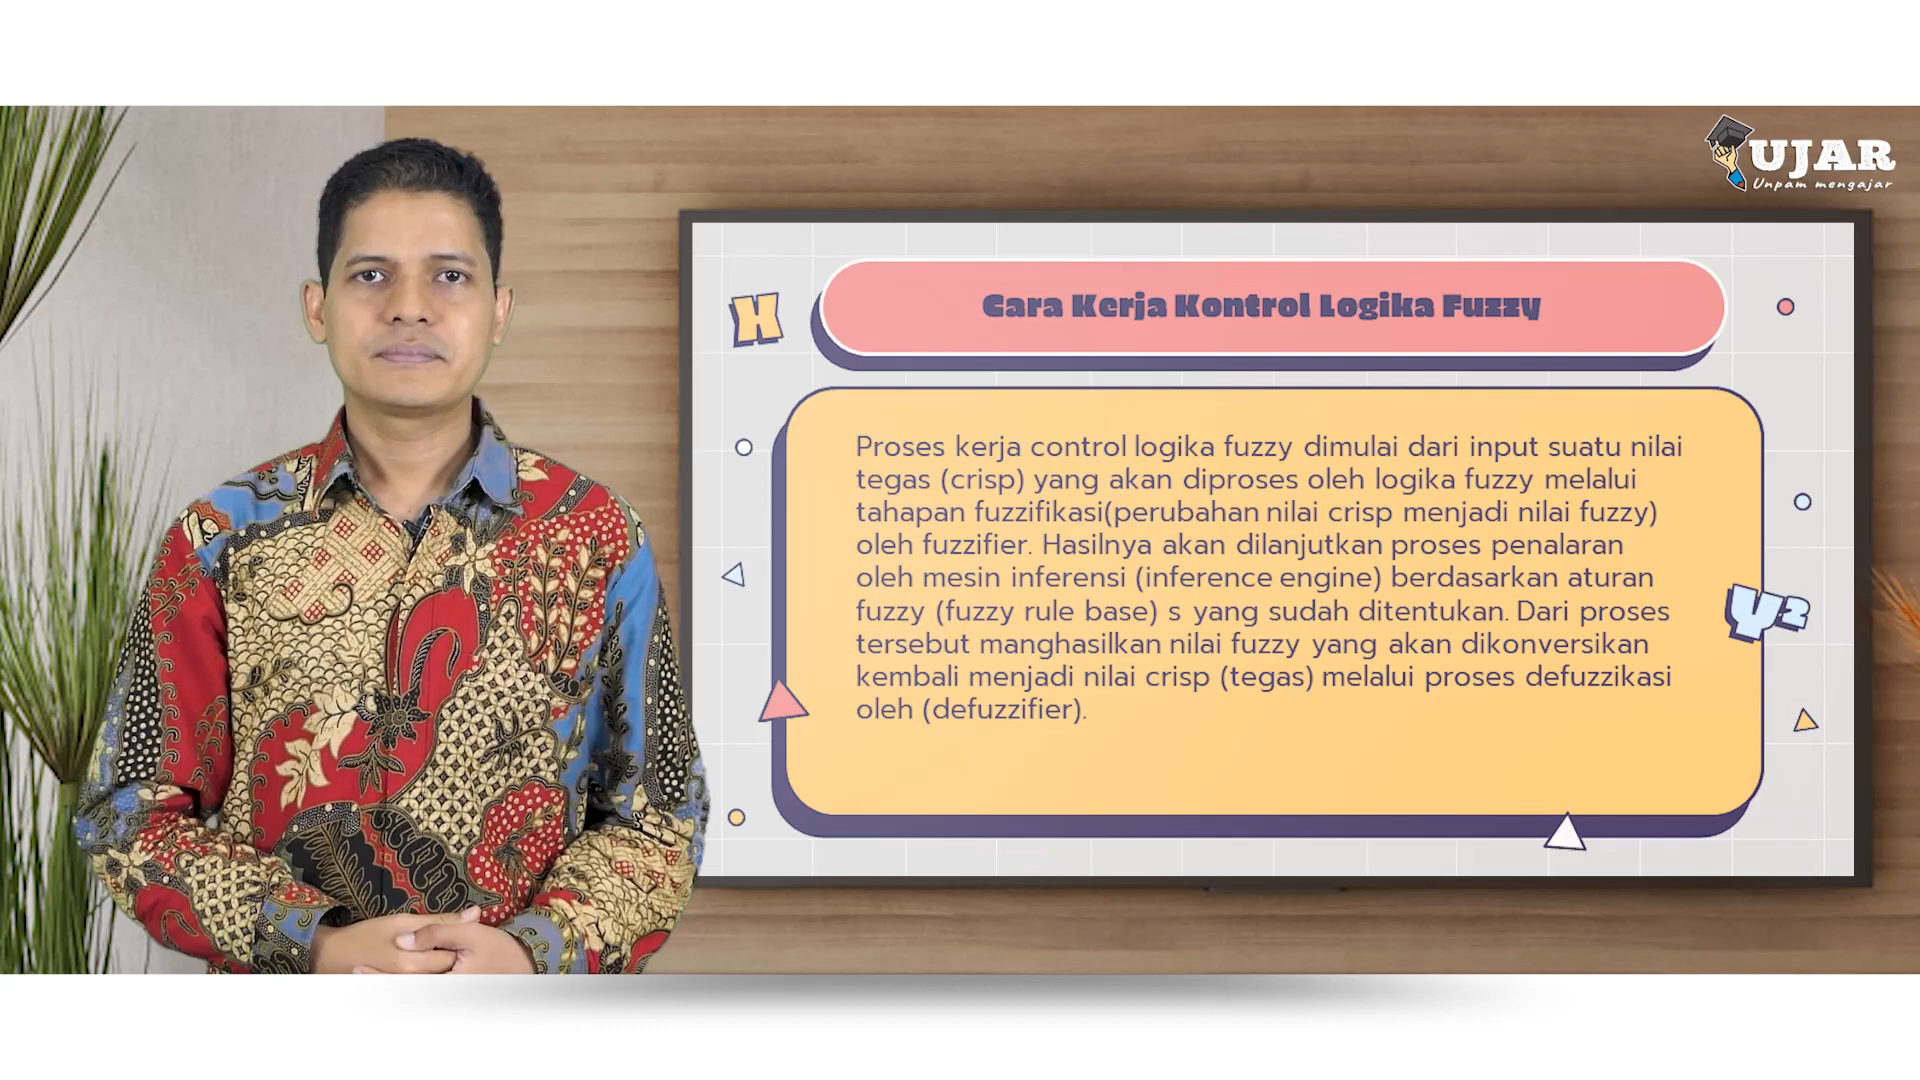 UJAR
Unpam mengajar
Cara Kerja Kontrol Logika Fuzzy
X
Proses kerja control logika fuzzy dimulai dari input suatu nilai
tegas (crisp) yang akan diproses oleh logika fuzzy melalui
tahapan fuzzifikasi(perubahan nilai crisp menjadi nilai fuzzy)
oleh fuzzifier. Hasilnya akan dilanjutkan proses penalaran
oleh mesin inferensi (inference engine) berdasarkan aturan
fuzzy (fuzzy rule base) s yang sudah ditentukan. Dari proses
tersebut manghasilkan nilai fuzzy yang akan dikonversikan
kembali menjadi nilai crisp (tegas) melalui proses defuzzikasi
oleh (defuzzifier).
Y²